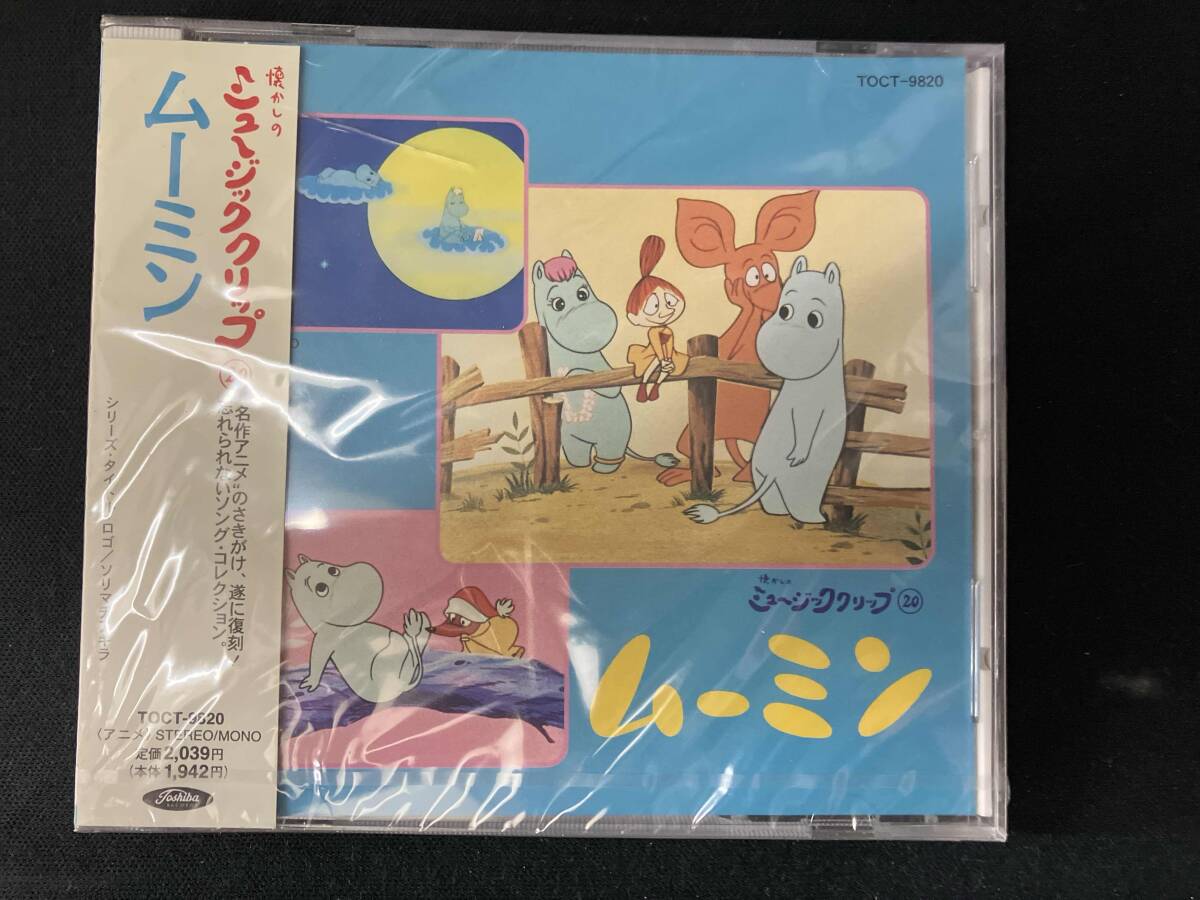 懐かしの
ミュージッククリップ
20
ムーミン
"名作アニメ"のさきがけ、遂に復刻!
忘れられないソング・コレクション。
シリーズ・タイ ロゴ/ソリマチ ラ
TOCT-9820
〈アニメ〉STEREO/MONO
定価2,039円
(本体1,942円)
Toshiba
RECORDS
TOCT-9820
懐かしの
ミュージッククリップ 20
ムーミン